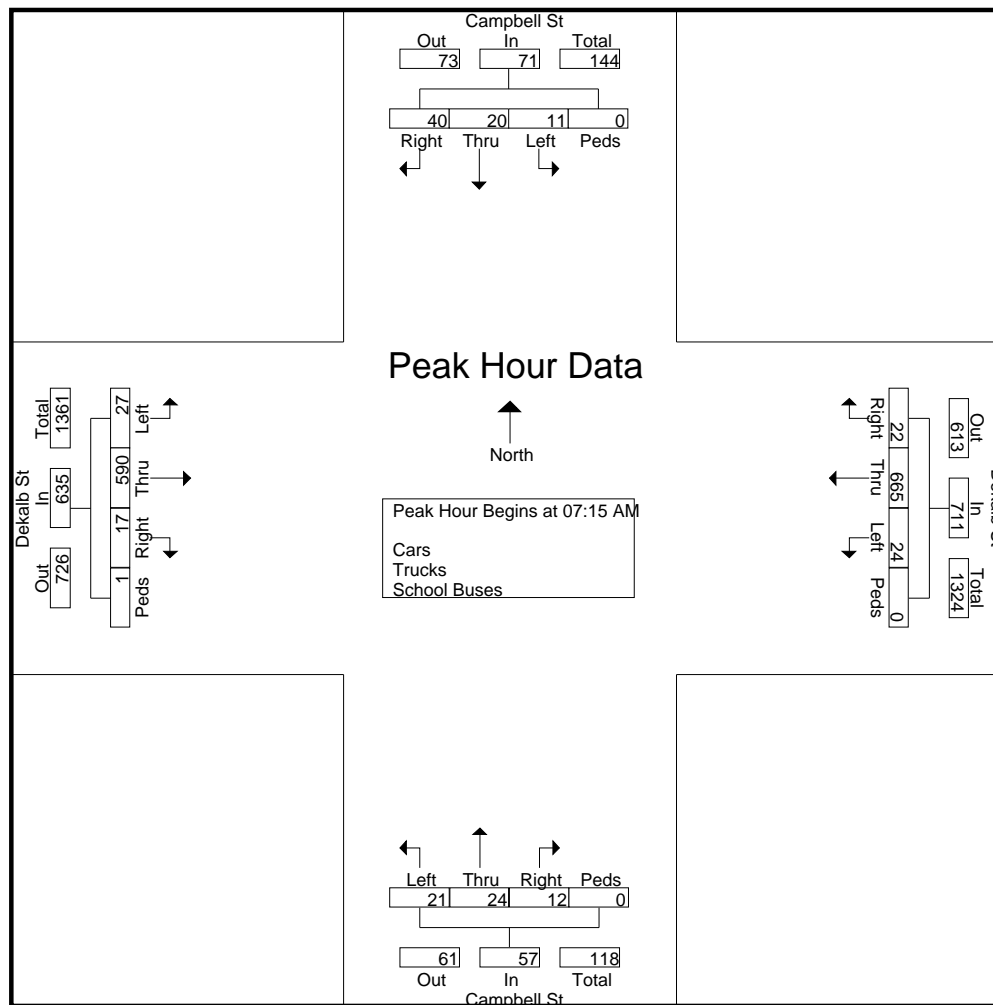 Campbell St
Out In Total
73 71 144
40 20 11 0
Right Thru Left Peds
Peak Hour Data
North
Peak Hour Begins at 07:15 AM
Cars
Trucks
School Buses
Dekalb St
Total In Out
1361 635 726
27 590 17 1
Left Thru Right Peds
Out In Total
613 711 1324
22 665 24 0
Right Thru Left Peds
Left Thru Right Peds
21 24 12 0
61 57 118
Out In Total
Campbell St